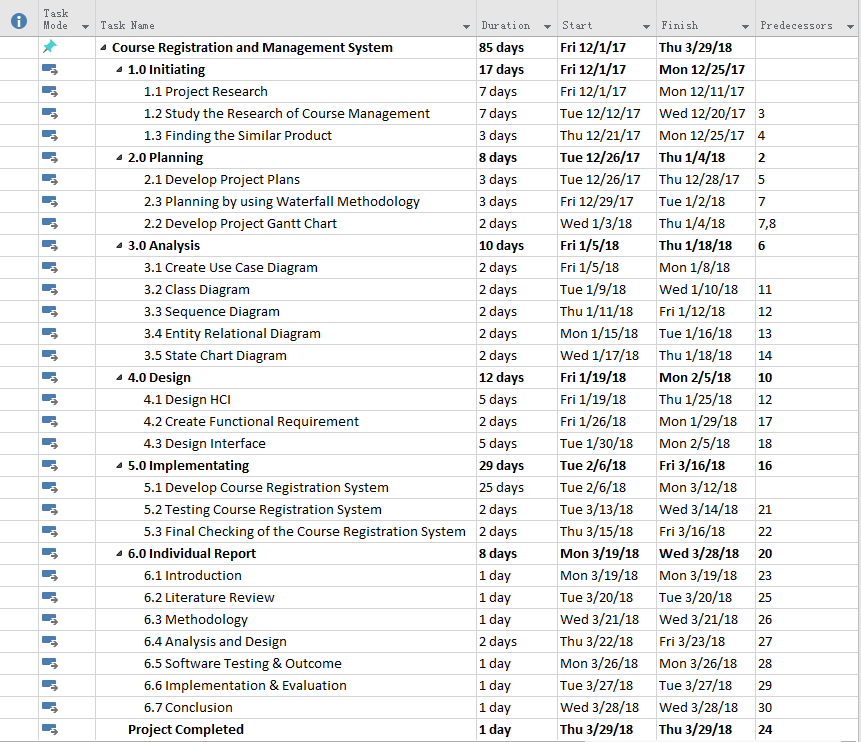 Task Mode Task Name Duration Start Finish Predecessors
Course Registration and Management System 85 days Fri 12/1/17 Thu 3/29/18
1.0 Initiating 17 days Fri 12/1/17 Mon 12/25/17
1.1 Project Research 7 days Fri 12/1/17 Mon 12/11/17
1.2 Study the Research of Course Management 7 days Tue 12/12/17 Wed 12/20/17 3
1.3 Finding the Similar Product 3 days Thu 12/21/17 Mon 12/25/17 4
2.0 Planning 8 days Tue 12/26/17 Thu 1/4/18 2
2.1 Develop Project Plans 3 days Tue 12/26/17 Thu 12/28/17 5
2.3 Planning by using Waterfall Methodology 3 days Fri 12/29/17 Tue 1/2/18 7
2.2 Develop Project Gantt Chart 2 days Wed 1/3/18 Thu 1/4/18 7,8
3.0 Analysis 10 days Fri 1/5/18 Thu 1/18/18 6
3.1 Create Use Case Diagram 2 days Fri 1/5/18 Mon 1/8/18
3.2 Class Diagram 2 days Tue 1/9/18 Wed 1/10/18 11
3.3 Sequence Diagram 2 days Thu 1/11/18 Fri 1/12/18 12
3.4 Entity Relational Diagram 2 days Mon 1/15/18 Tue 1/16/18 13
3.5 State Chart Diagram 2 days Wed 1/17/18 Thu 1/18/18 14
4.0 Design 12 days Fri 1/19/18 Mon 2/5/18 10
4.1 Design HCI 5 days Fri 1/19/18 Thu 1/25/18 12
4.2 Create Functional Requirement 2 days Fri 1/26/18 Mon 1/29/18 17
4.3 Design Interface 5 days Tue 1/30/18 Mon 2/5/18 18
5.0 Implementating 29 days Tue 2/6/18 Fri 3/16/18 16
5.1 Develop Course Registration System 25 days Tue 2/6/18 Mon 3/12/18
5.2 Testing Course Registration System 2 days Tue 3/13/18 Wed 3/14/18 21
5.3 Final Checking of the Course Registration System 2 days Thu 3/15/18 Fri 3/16/18 22
6.0 Individual Report 8 days Mon 3/19/18 Wed 3/28/18 20
6.1 Introduction 1 day Mon 3/19/18 Mon 3/19/18 23
6.2 Literature Review 1 day Tue 3/20/18 Tue 3/20/18 25
6.3 Methodology 1 day Wed 3/21/18 Wed 3/21/18 26
6.4 Analysis and Design 2 days Thu 3/22/18 Fri 3/23/18 27
6.5 Software Testing & Outcome 1 day Mon 3/26/18 Mon 3/26/18 28
6.6 Implementation & Evaluation 1 day Tue 3/27/18 Tue 3/27/18 29
6.7 Conclusion 1 day Wed 3/28/18 Wed 3/28/18 30
Project Completed 1 day Thu 3/29/18 Thu 3/29/18 24